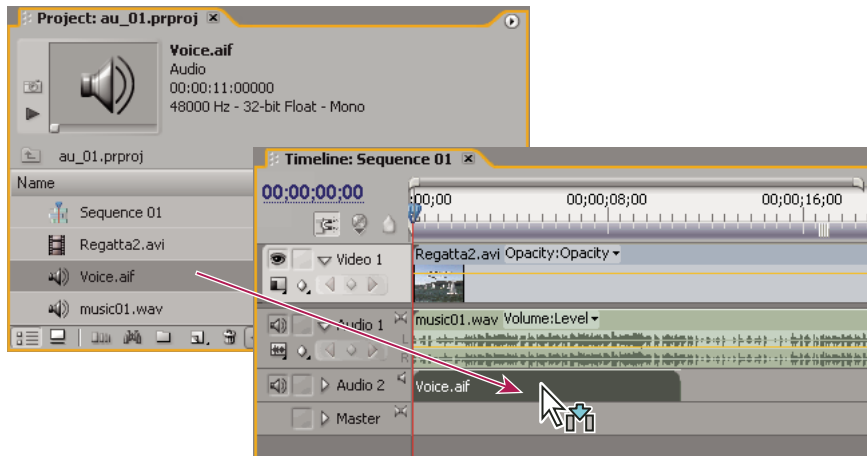 Project: au_01.prproj
Voice.aif
Audio
00:00:11:00000
48000 Hz - 32-bit Float - Mono
au_01.prproj
Name
Sequence 01
Regatta2.avi
Voice.aif
music01.wav
Timeline: Sequence 01
00;00;00;00
:00;00 00;00;08;00 00;00;16;00
Video 1
Regatta2.avi Opacity:Opacity
Audio 1
music01.wav Volume:Level
L
R
Audio 2
Voice.aif
Master